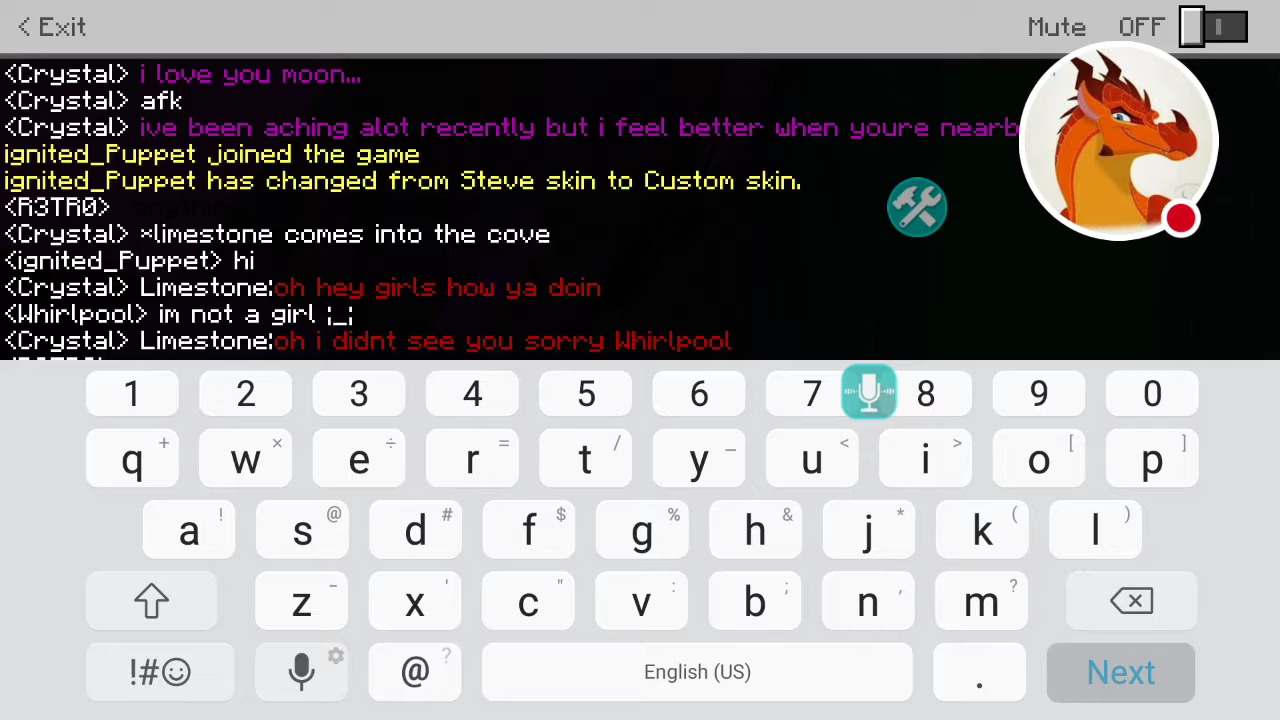 < Exit
Mute OFF
<Crystal> i love you moon...
<Crystal> afk
<Crystal> ive been aching alot recently but i feel better when youre nearb
ignited_Puppet joined the game
ignited_Puppet has changed from Steve skin to Custom skin.
<R3TR0>
<Crystal> *limestone comes into the cove
<ignited_Puppet> hi
<Crystal> Limestone:oh hey girls how ya doin
<Whirlpool> im not a girl ;_;
<Crystal> Limestone:oh i didnt see you sorry Whirlpool
1 2 3 4 5 6 7 8 9 0
+ × ÷ = / _ < > [ ]
q w e r t y u i o p
! @ # $ % & * ( )
a s d f g h j k l
- ' " : ; , ?
z x c v b n m
!#☺ @ ? English (US) . Next